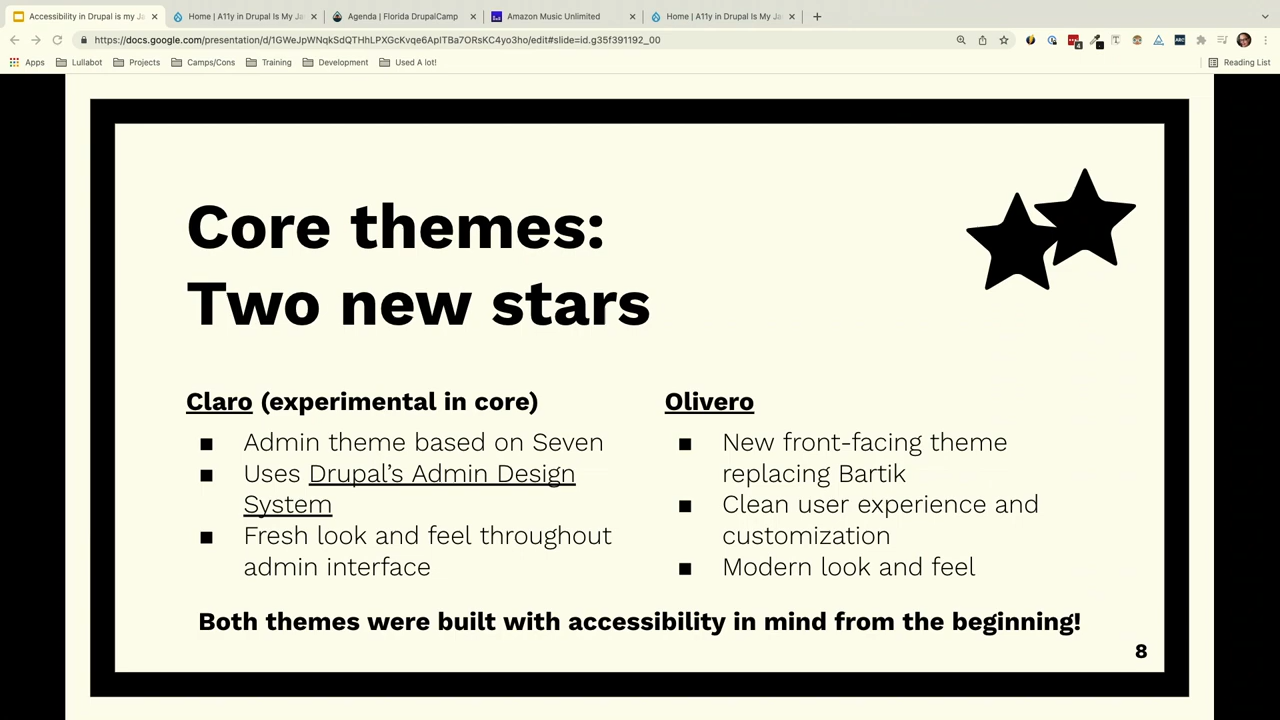 Accessibility in Drupal is my Ja
Home | A11y in Drupal Is My Ja
Agenda | Florida DrupalCamp
Amazon Music Unlimited
Home | A11y in Drupal Is My Ja
https://docs.google.com/presentation/d/1GWeJpWNqkSdQTHhLPXGcKvqe6ApITBa7ORsKC4yo3ho/edit#slide=id.g35f391192_00
Apps Lullabot Projects Camps/Cons Training Development Used A lot! Reading List
Core themes:
Two new stars
Claro (experimental in core)
■ Admin theme based on Seven
■ Uses Drupal’s Admin Design
System
■ Fresh look and feel throughout
admin interface
Olivero
■ New front-facing theme
replacing Bartik
■ Clean user experience and
customization
■ Modern look and feel
Both themes were built with accessibility in mind from the beginning!
8